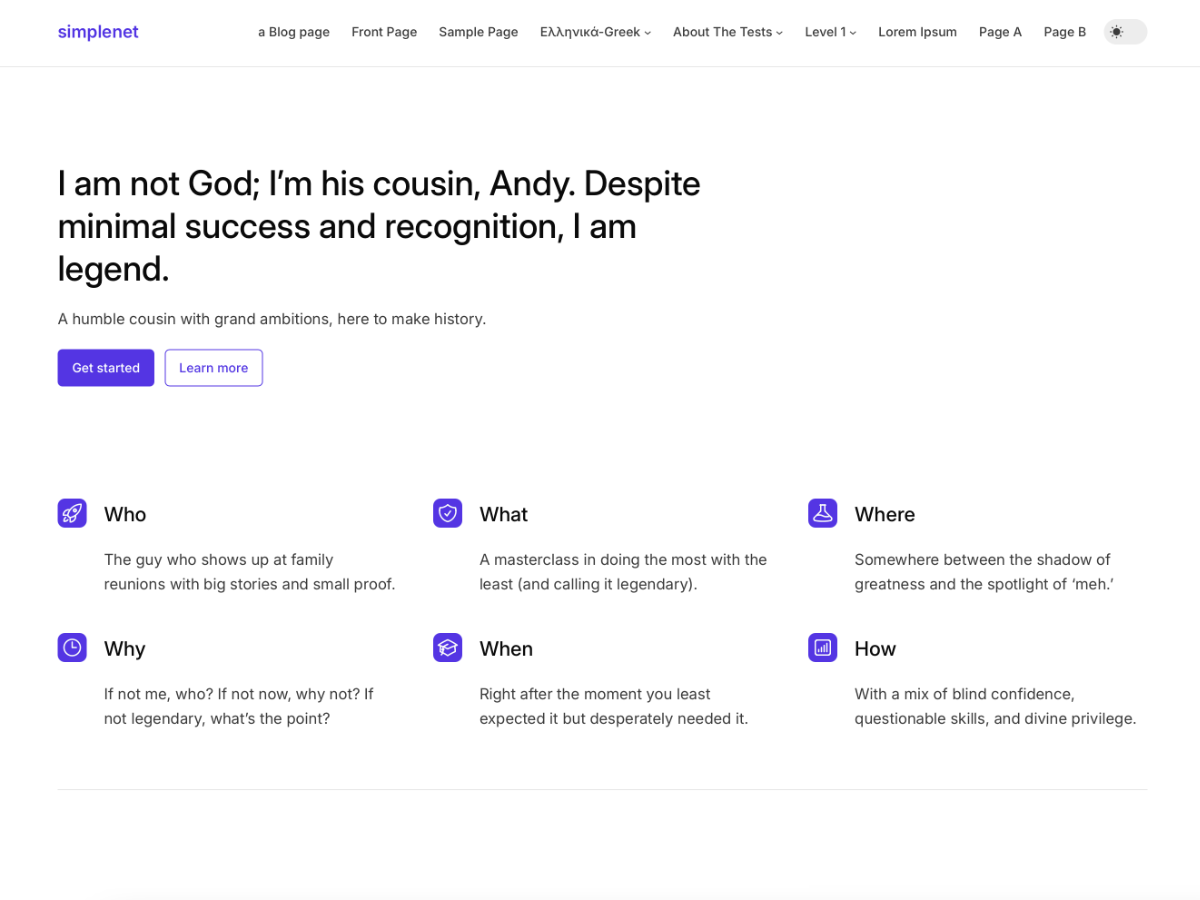 simplenet
a Blog page
Front Page
Sample Page
Ελληνικά-Greek
About The Tests
Level 1
Lorem Ipsum
Page A
Page B
I am not God; I’m his cousin, Andy. Despite
minimal success and recognition, I am
legend.
A humble cousin with grand ambitions, here to make history.
Get started
Learn more
Who
The guy who shows up at family
reunions with big stories and small proof.
What
A masterclass in doing the most with the
least (and calling it legendary).
Where
Somewhere between the shadow of
greatness and the spotlight of ‘meh.’
Why
If not me, who? If not now, why not? If
not legendary, what’s the point?
When
Right after the moment you least
expected it but desperately needed it.
How
With a mix of blind confidence,
questionable skills, and divine privilege.